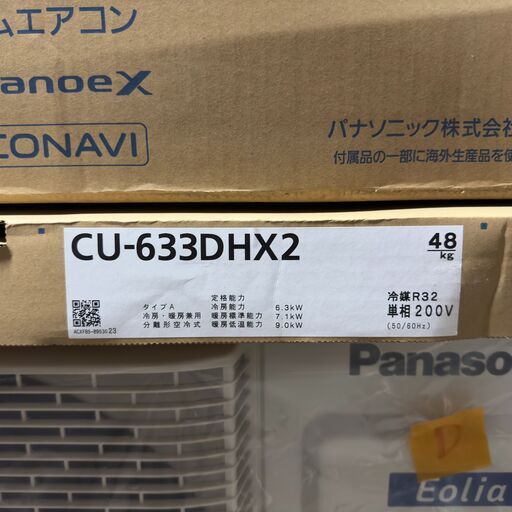 ムエアコン
anoeX
CONAVI
パナソニック株式会社
付属品の一部に海外生産品を使
CU-633DHX2
48
kg
タイプA
冷房・暖房兼用
分離形空冷式
定格能力
冷房能力 6.3kW
暖房標準能力 7.1kW
暖房低温能力 9.0kW
冷媒R32
単相200V
(50/60Hz)
ACXF85-8953023
Panaso
D
Eolia